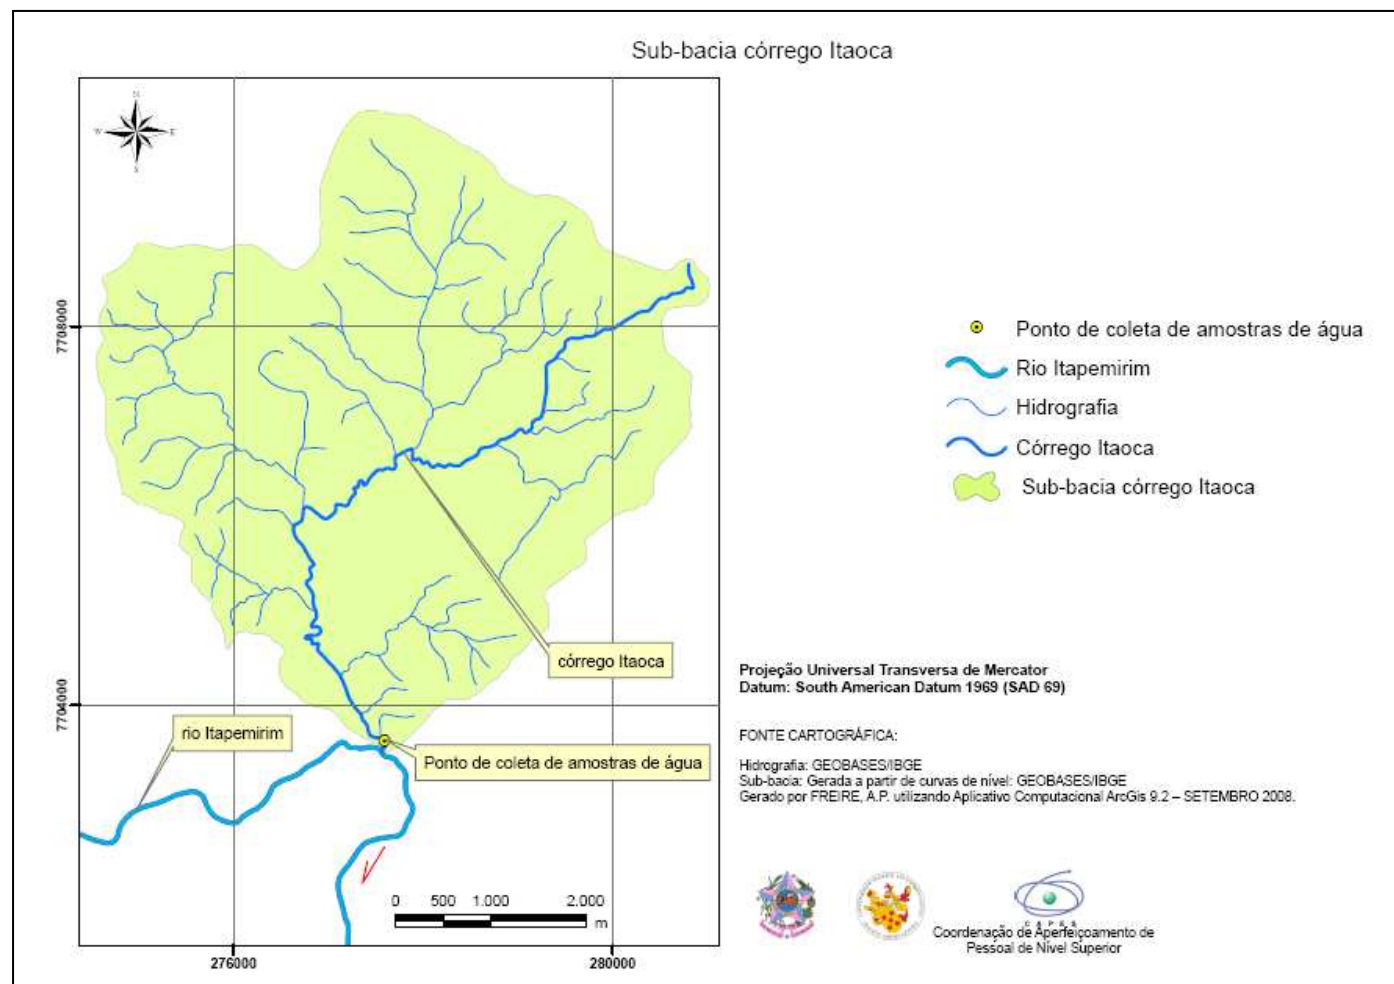 Sub-bacia córrego Itaoca
N
W
E
S
7708000
7704000
276000
280000
córrego Itaoca
rio Itapemirim
Ponto de coleta de amostras de água
0 500 1.000 2.000
m
Ponto de coleta de amostras de água
Rio Itapemirim
Hidrografia
Córrego Itaoca
Sub-bacia córrego Itaoca
Projeção Universal Transversa de Mercator
Datum: South American Datum 1969 (SAD 69)
FONTE CARTOGRÁFICA:
Hidrografia: GEOBASES/IBGE
Sub-bacia: Gerada a partir de curvas de nível: GEOBASES/IBGE
Gerado por FREIRE, A.P. utilizando Aplicativo Computacional ArcGis 9.2 – SETEMBRO 2008.
CAPES
Coordenação de Aperfeiçoamento de
Pessoal de Nível Superior